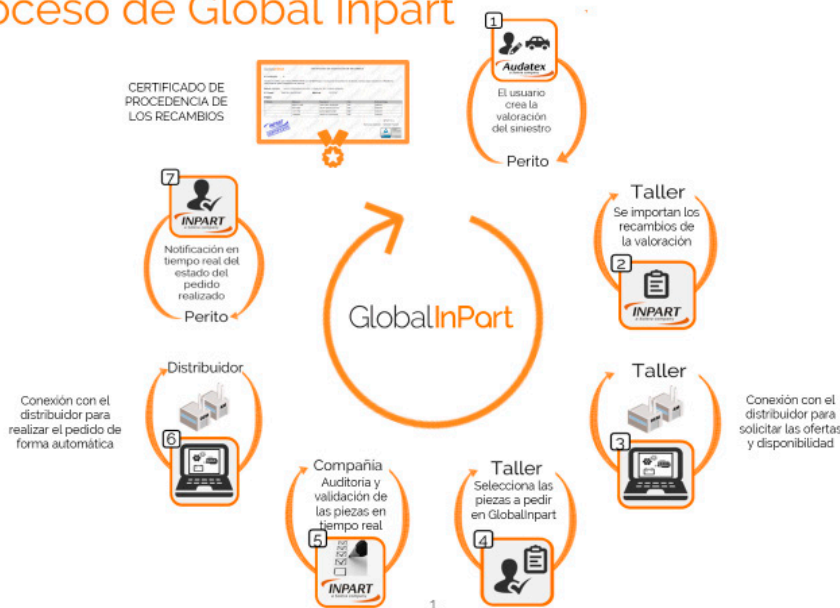 oceso de Global Inpart
CERTIFICADO DE
PROCEDENCIA DE
LOS RECAMBIOS
1
Audatex
El usuario
crea la
valoración
del siniestro
Perito
Taller
Se importan los
recambios de
la valoración
2
INPART
Taller
3
Conexión con el
distribuidor para
solicitar las ofertas
y disponibilidad
Taller
Selecciona las
piezas a pedir
en GlobalInpart
4
Compañía
Auditoría y
validación de
las piezas en
tiempo real
5
INPART
Distribuidor
6
Conexión con el
distribuidor para
realizar el pedido de
forma automática
7
INPART
Notificación en
tiempo real del
estado del
pedido
realizado
Perito
GlobalInPart
1